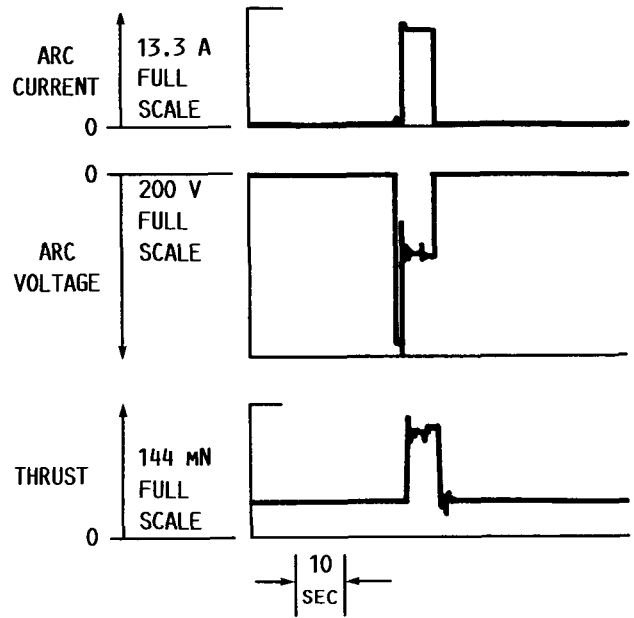 ARC
CURRENT
13.3 A
FULL
SCALE
0
0
200 V
FULL
SCALE
ARC
VOLTAGE
THRUST
144 MN
FULL
SCALE
0
10
SEC